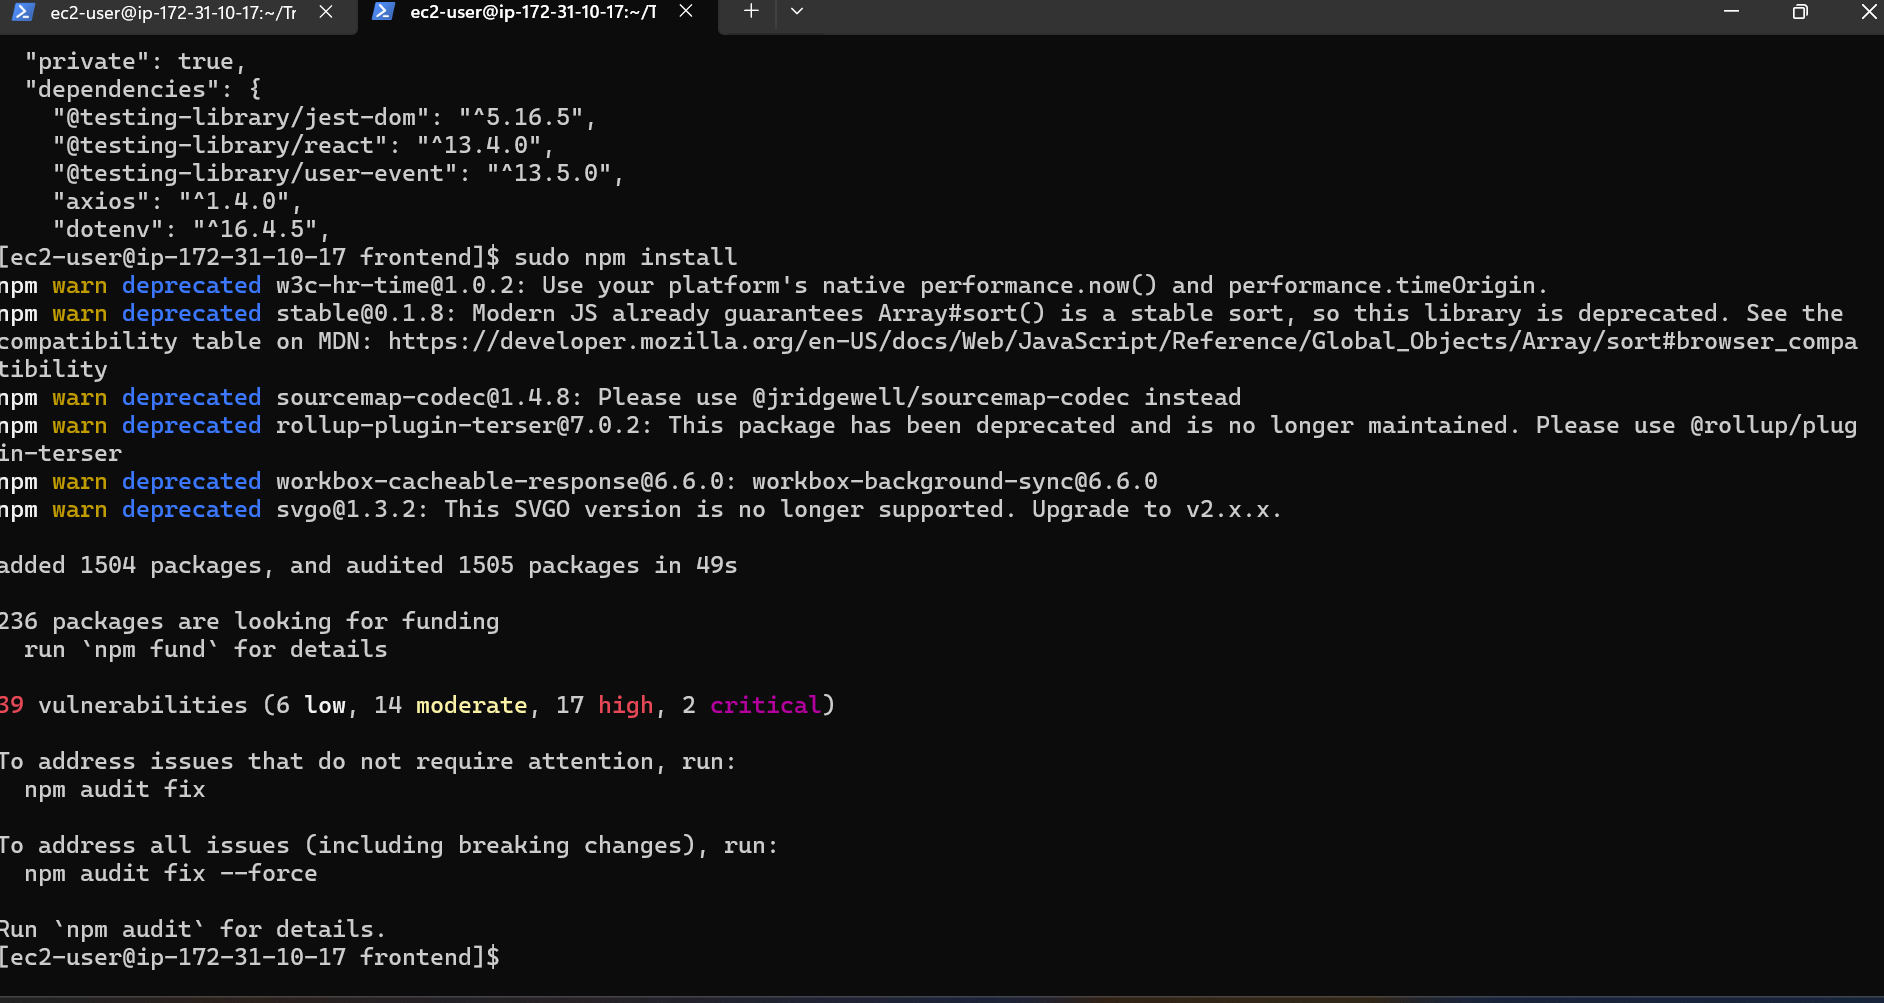 ec2-user@ip-172-31-10-17:~/Tr
ec2-user@ip-172-31-10-17:~/T
"private": true,
"dependencies": {
"@testing-library/jest-dom": "^5.16.5",
"@testing-library/react": "^13.4.0",
"@testing-library/user-event": "^13.5.0",
"axios": "^1.4.0",
"dotenv": "^16.4.5",
[ec2-user@ip-172-31-10-17 frontend]$ sudo npm install
npm warn deprecated w3c-hr-time@1.0.2: Use your platform's native performance.now() and performance.timeOrigin.
npm warn deprecated stable@0.1.8: Modern JS already guarantees Array#sort() is a stable sort, so this library is deprecated. See the
compatibility table on MDN: https://developer.mozilla.org/en-US/docs/Web/JavaScript/Reference/Global_Objects/Array/sort#browser_compa
tibility
npm warn deprecated sourcemap-codec@1.4.8: Please use @jridgewell/sourcemap-codec instead
npm warn deprecated rollup-plugin-terser@7.0.2: This package has been deprecated and is no longer maintained. Please use @rollup/plug
in-terser
npm warn deprecated workbox-cacheable-response@6.6.0: workbox-background-sync@6.6.0
npm warn deprecated svgo@1.3.2: This SVGO version is no longer supported. Upgrade to v2.x.x.
added 1504 packages, and audited 1505 packages in 49s
236 packages are looking for funding
run `npm fund` for details
39 vulnerabilities (6 low, 14 moderate, 17 high, 2 critical)
To address issues that do not require attention, run:
npm audit fix
To address all issues (including breaking changes), run:
npm audit fix --force
Run `npm audit` for details.
[ec2-user@ip-172-31-10-17 frontend]$